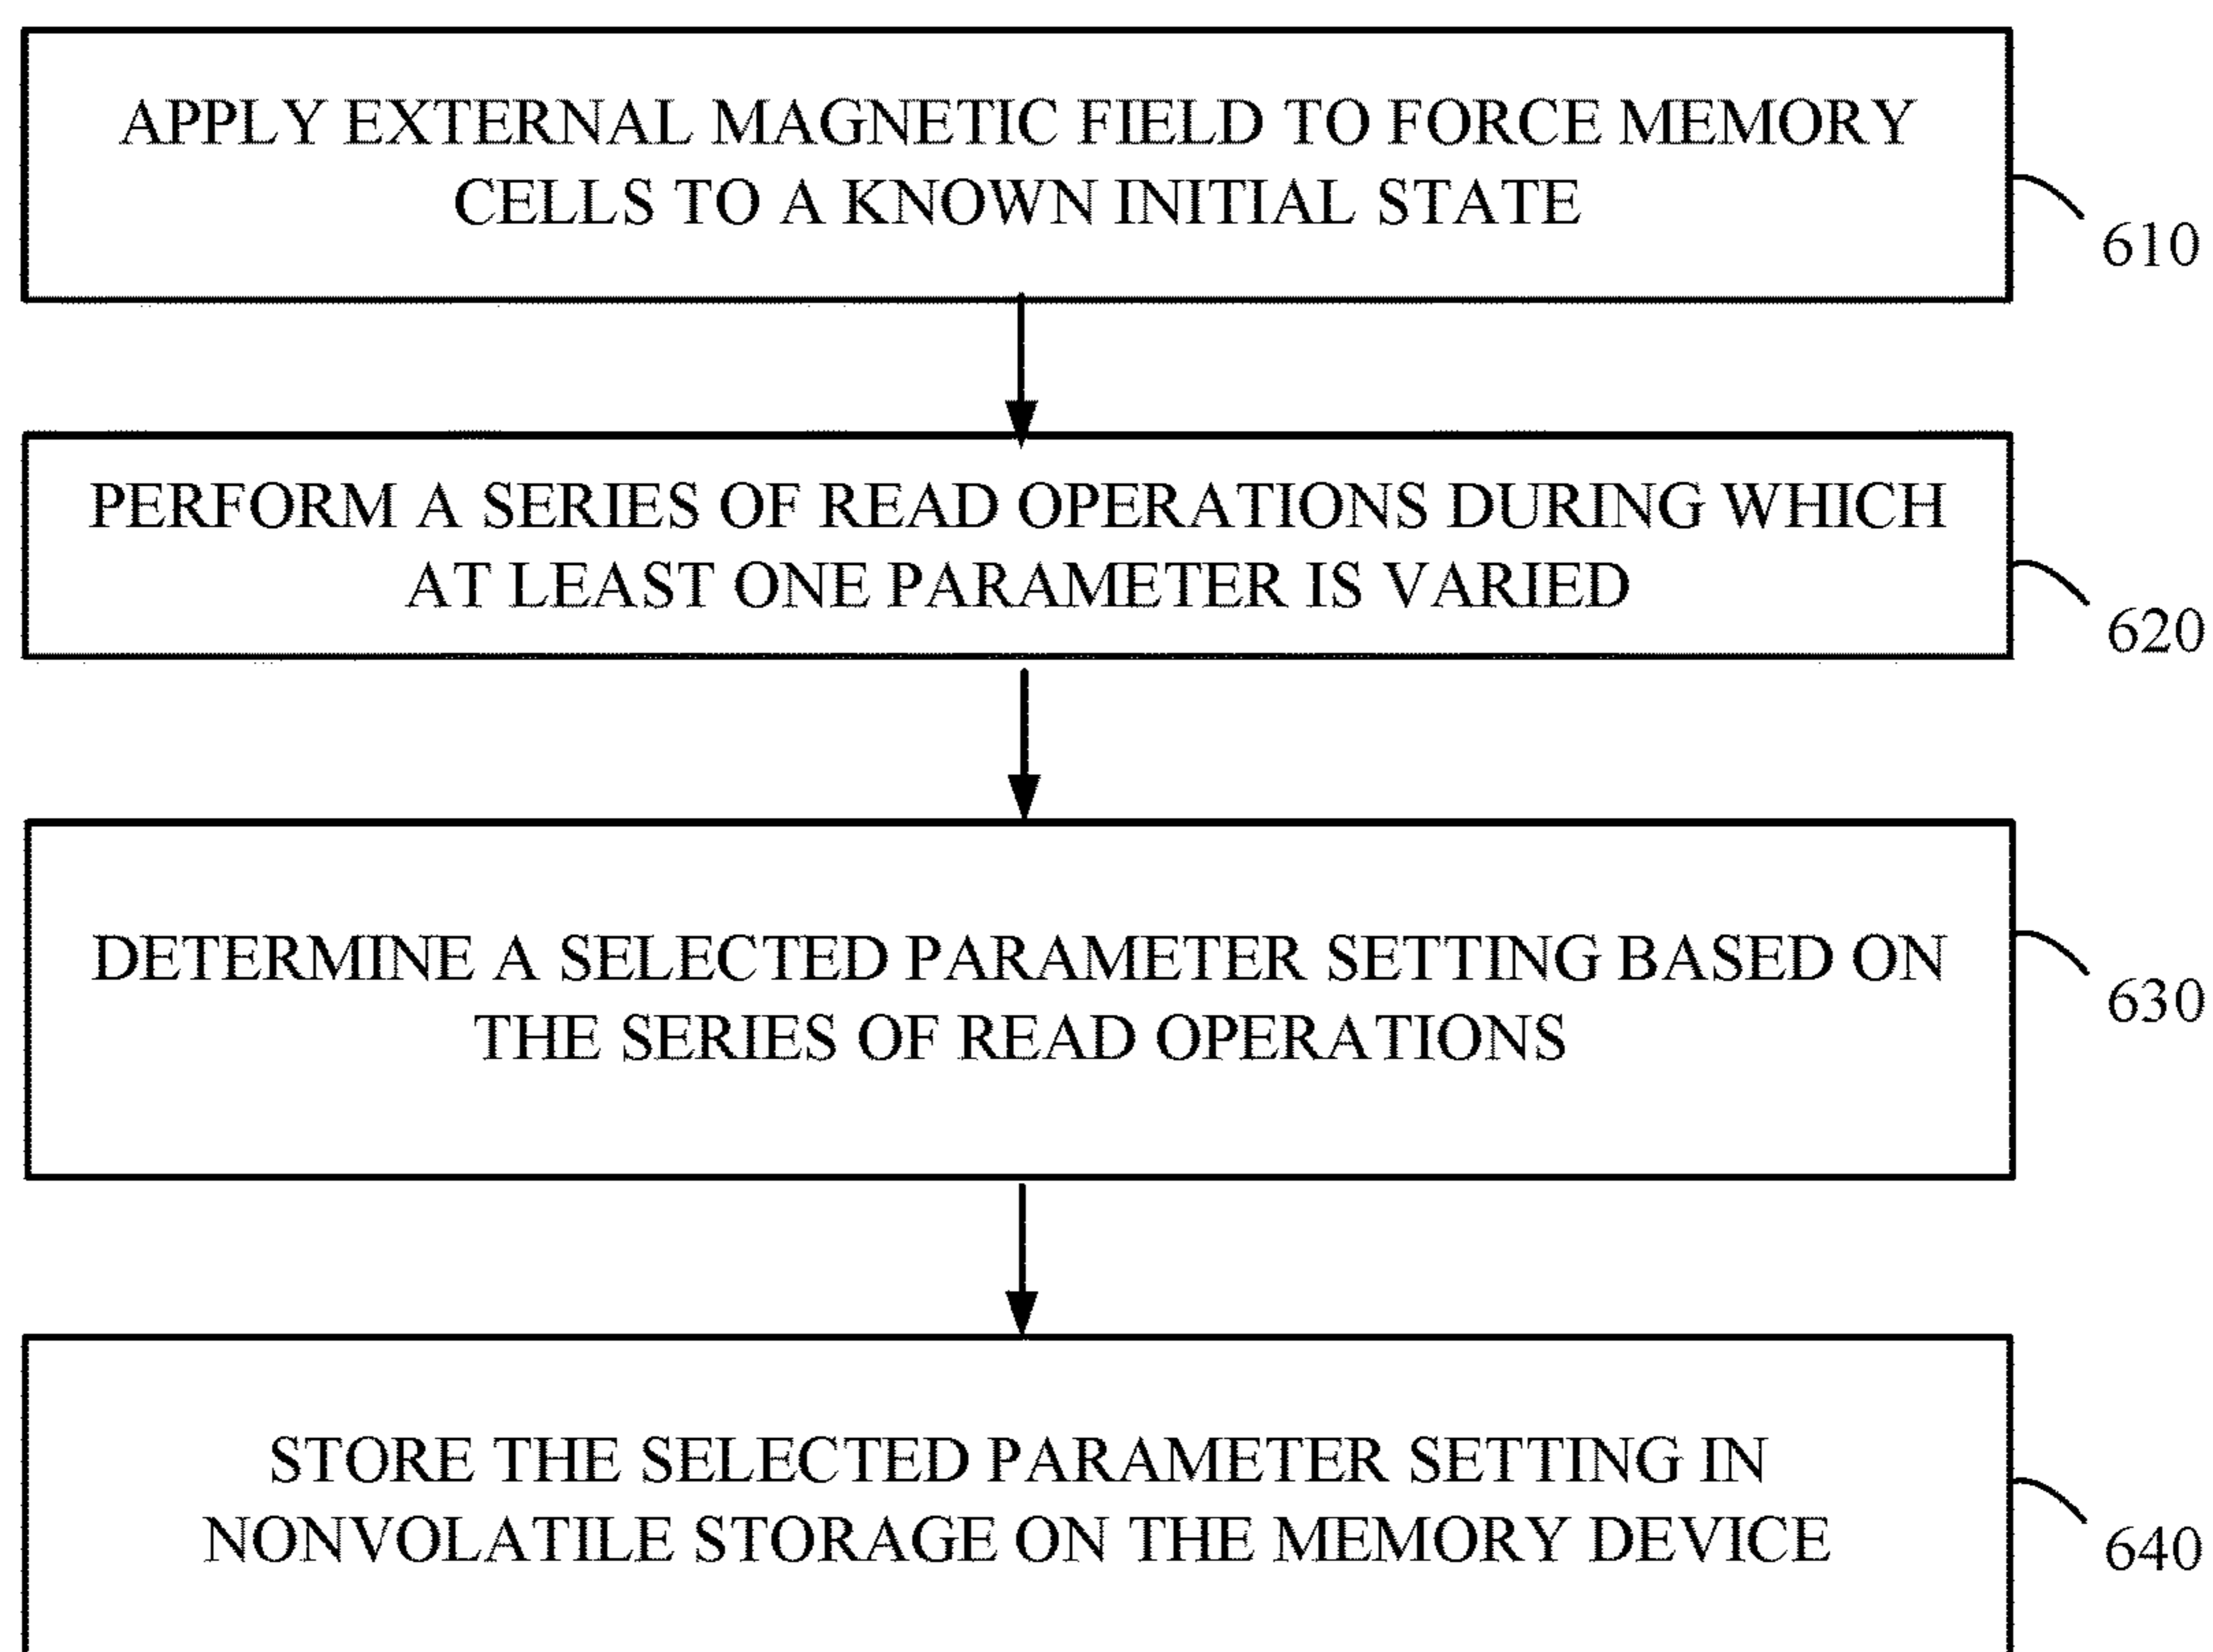 APPLY EXTERNAL MAGNETIC FIELD TO FORCE MEMORY
CELLS TO A KNOWN INITIAL STATE
610
PERFORM A SERIES OF READ OPERATIONS DURING WHICH
AT LEAST ONE PARAMETER IS VARIED
620
DETERMINE A SELECTED PARAMETER SETTING BASED ON
THE SERIES OF READ OPERATIONS
630
STORE THE SELECTED PARAMETER SETTING IN
NONVOLATILE STORAGE ON THE MEMORY DEVICE
640